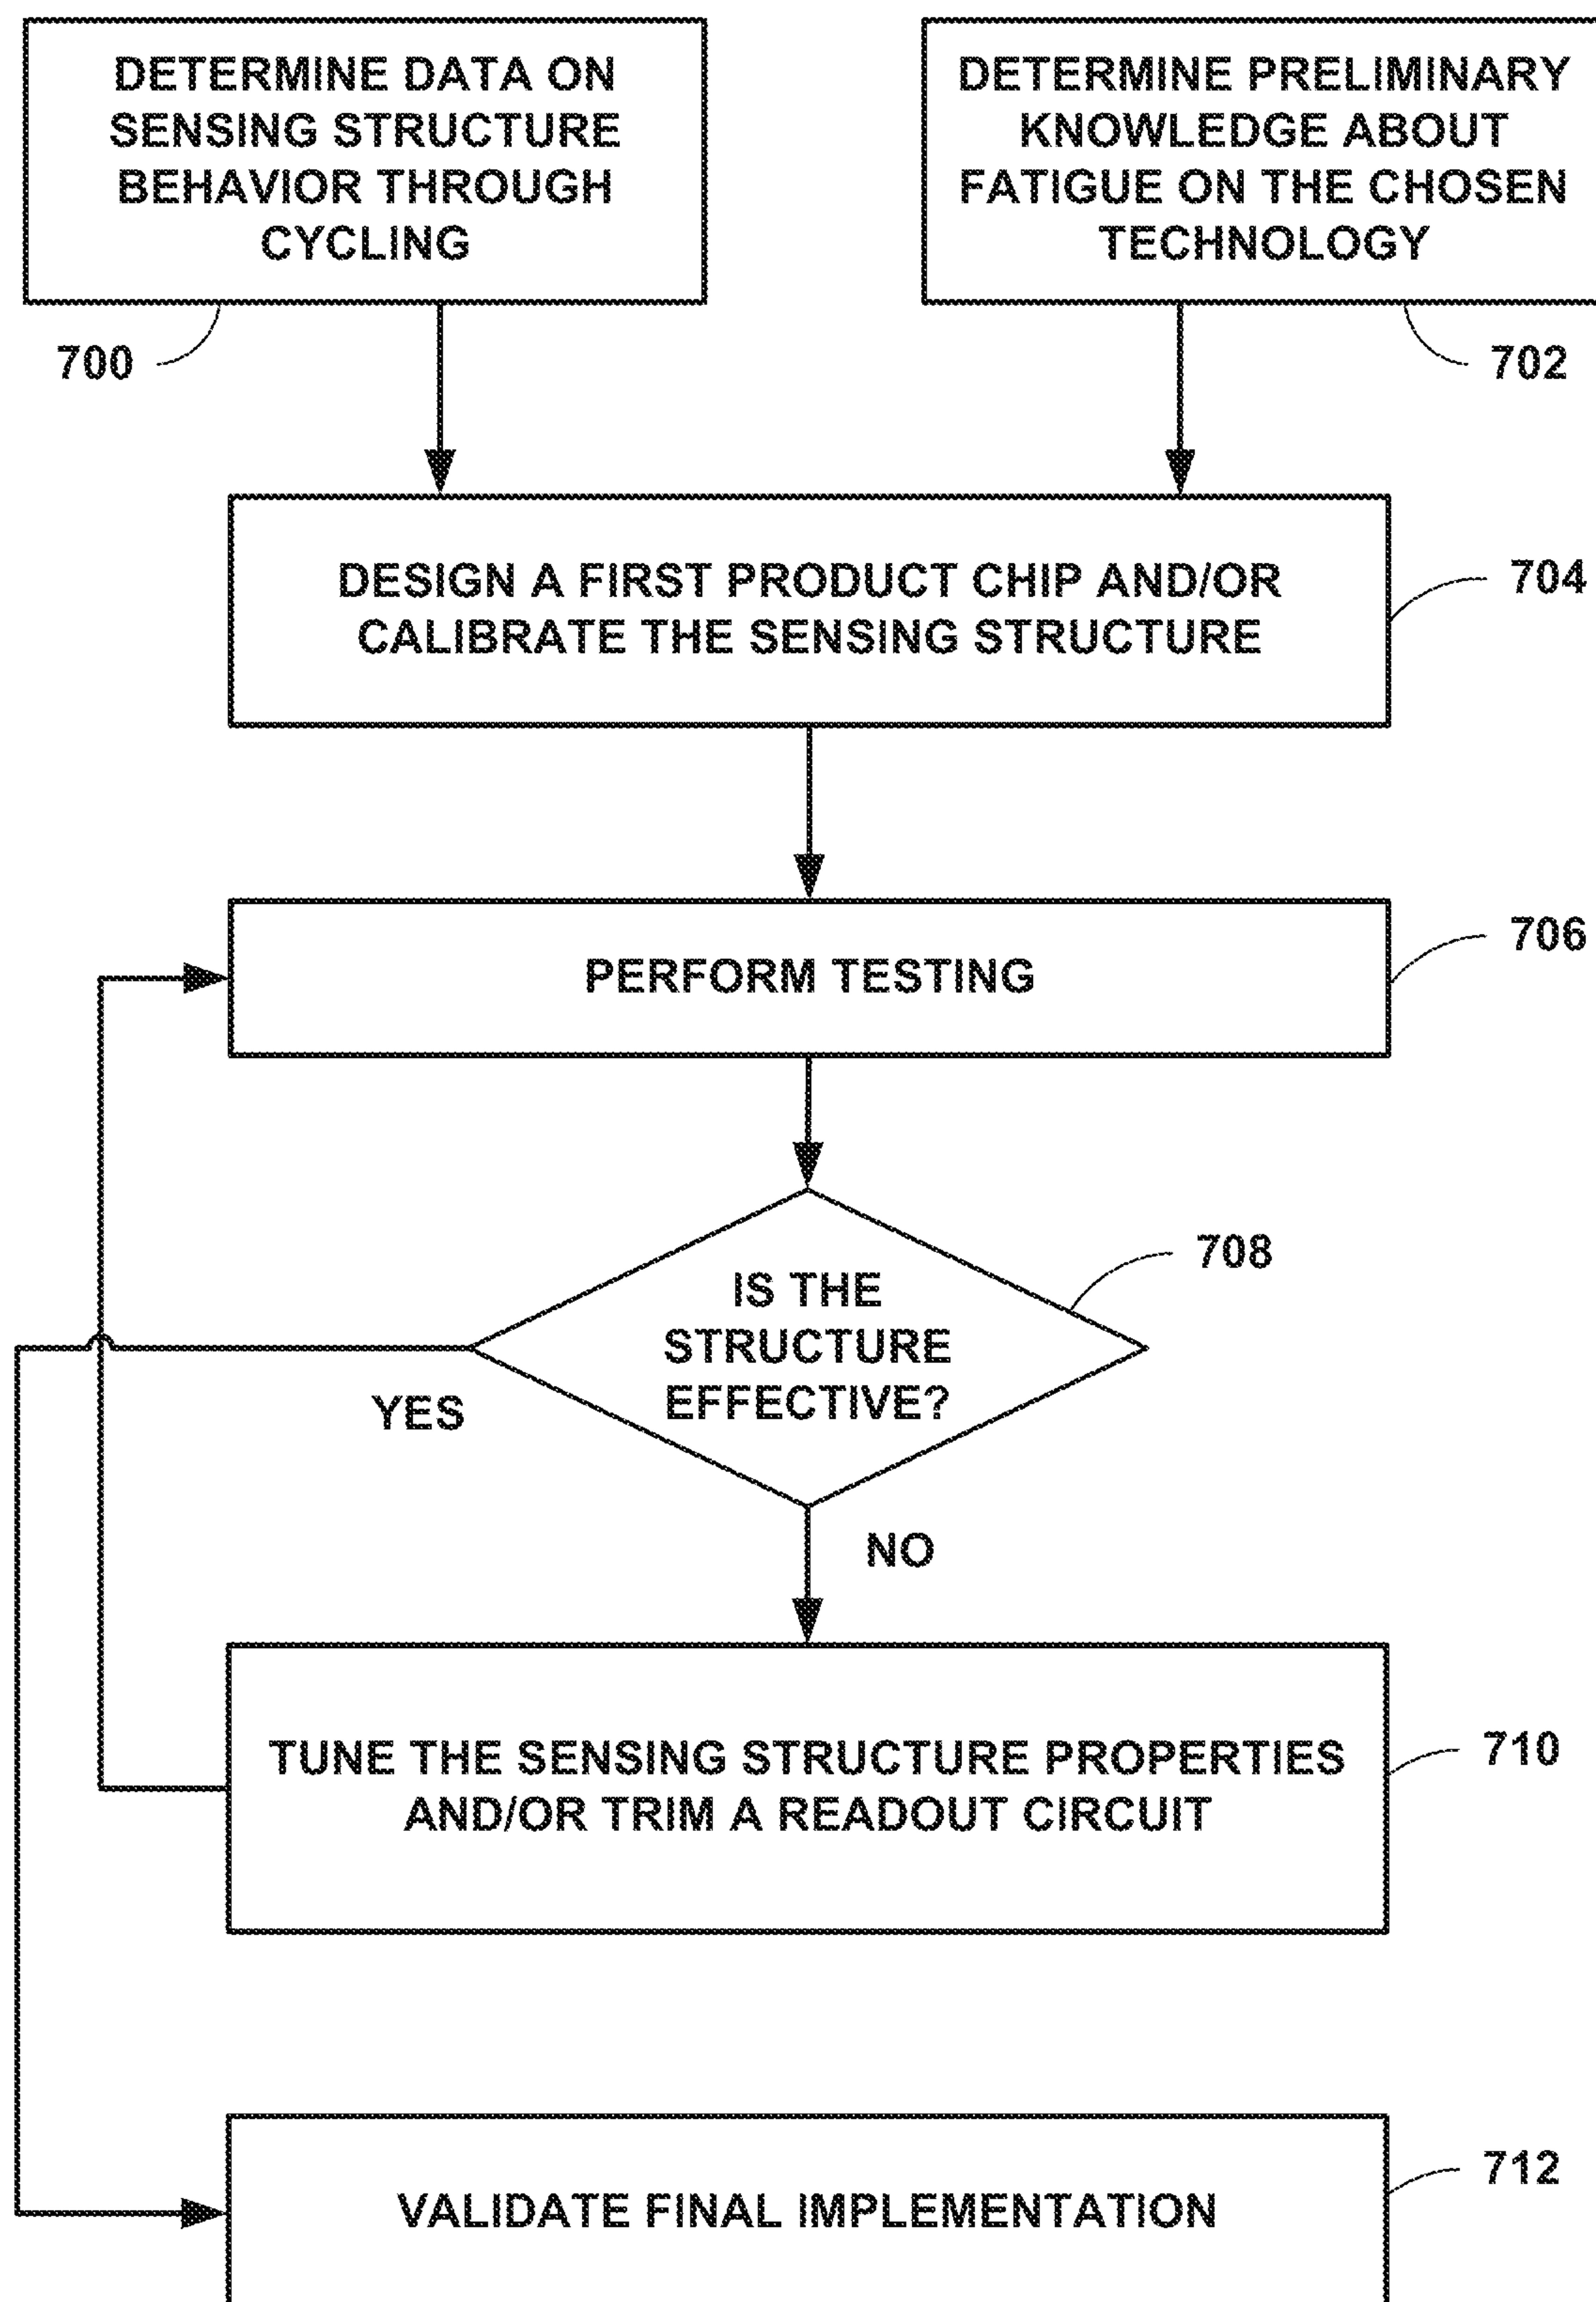 DETERMINE DATA ON
SENSING STRUCTURE
BEHAVIOR THROUGH
CYCLING
700
DETERMINE PRELIMINARY
KNOWLEDGE ABOUT
FATIGUE ON THE CHOSEN
TECHNOLOGY
702
DESIGN A FIRST PRODUCT CHIP AND/OR
CALIBRATE THE SENSING STRUCTURE
704
PERFORM TESTING
706
IS THE
STRUCTURE
EFFECTIVE?
708
YES
NO
TUNE THE SENSING STRUCTURE PROPERTIES
AND/OR TRIM A READOUT CIRCUIT
710
VALIDATE FINAL IMPLEMENTATION
712